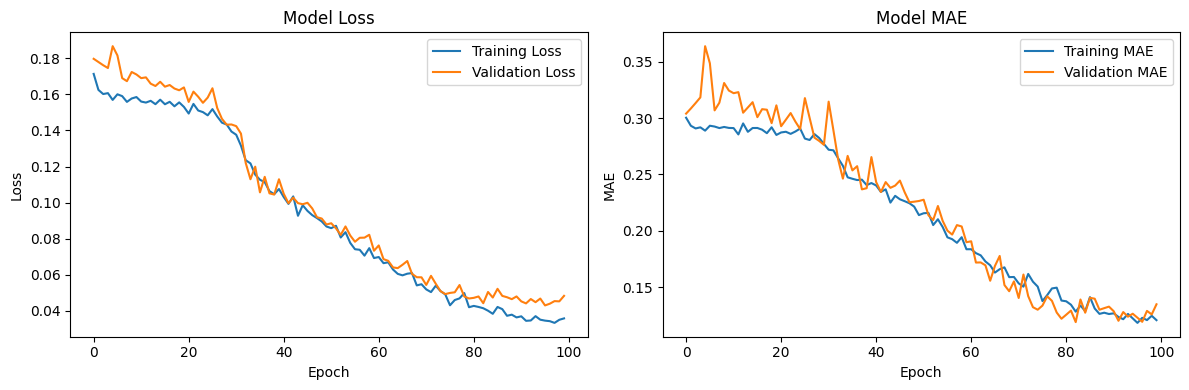 Model Loss
Training Loss
Validation Loss
0.18
0.16
0.14
0.12
0.10
0.08
0.06
0.04
Loss
0
20
40
60
80
100
Epoch
Model MAE
Training MAE
Validation MAE
0.35
0.30
0.25
0.20
0.15
MAE
0
20
40
60
80
100
Epoch